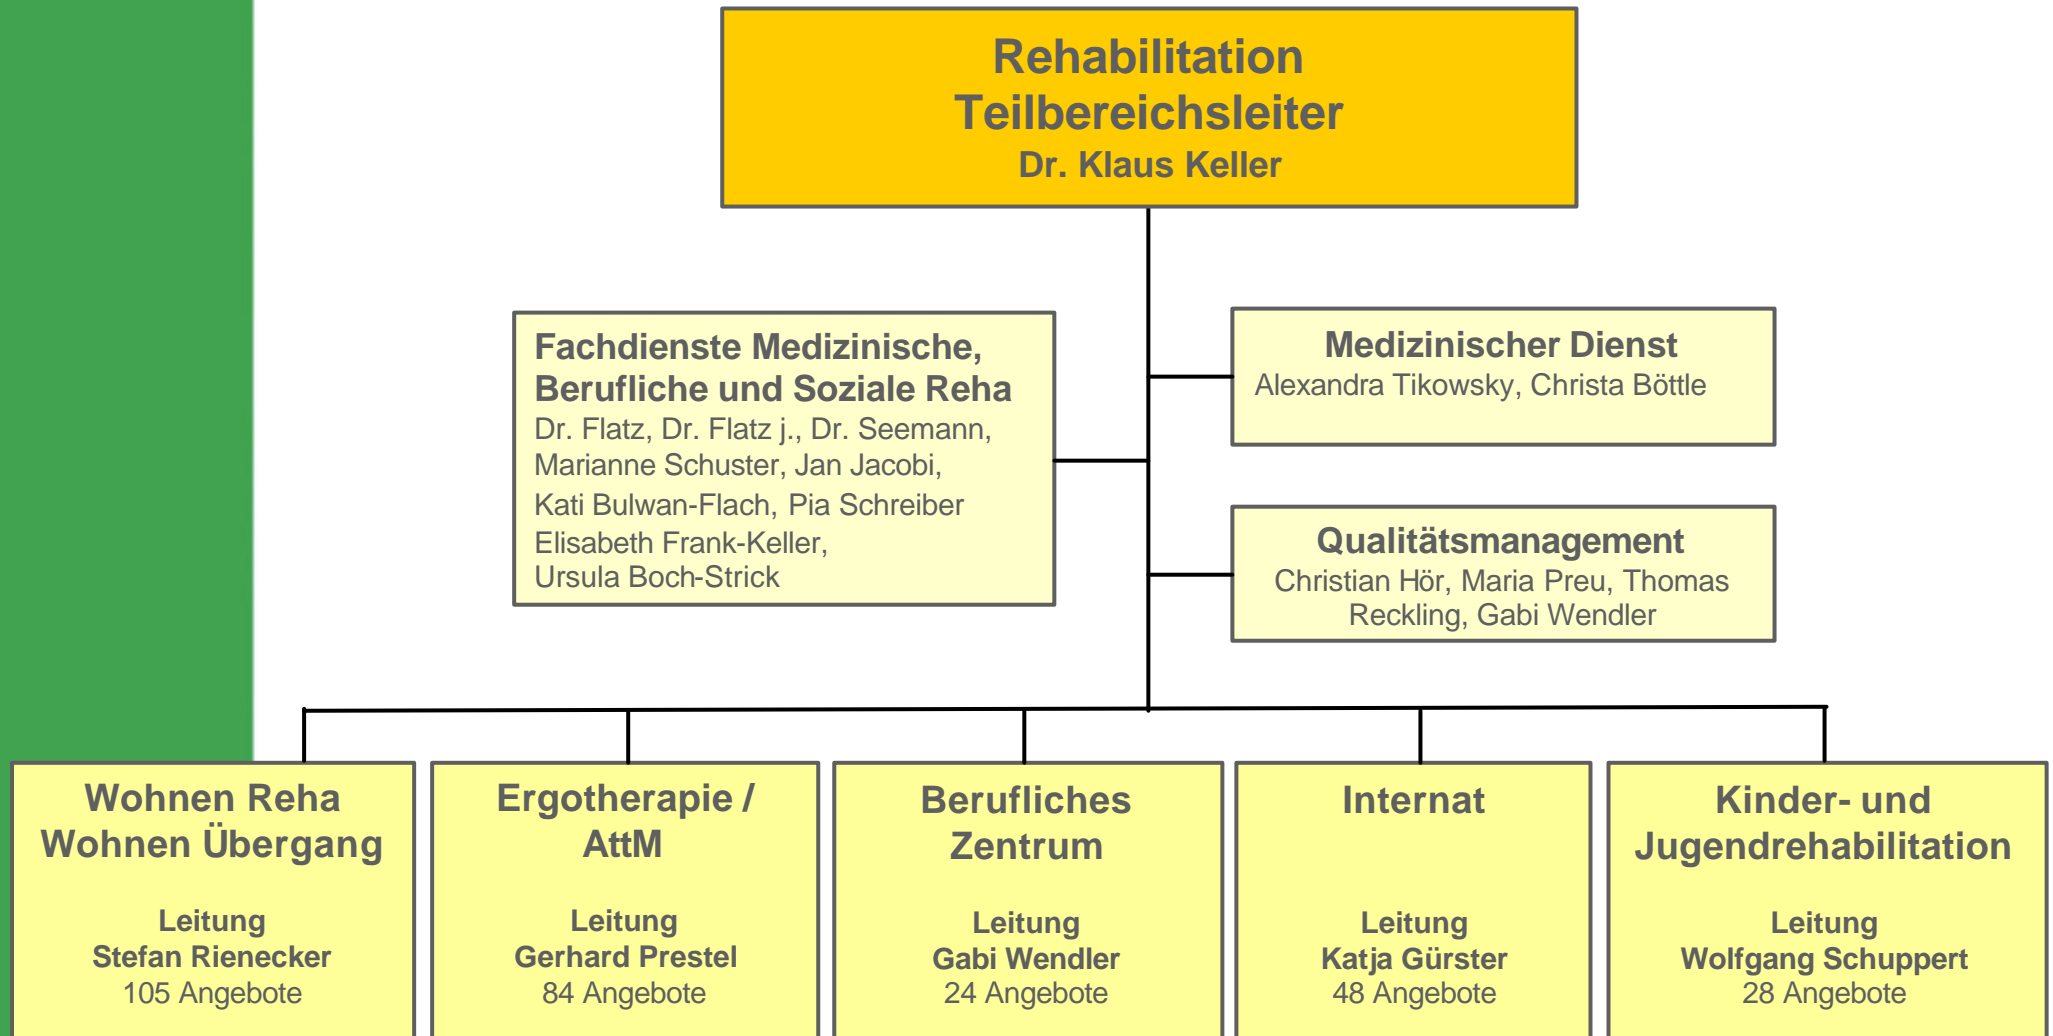 Rehabilitation
Teilbereichsleiter
Dr. Klaus Keller
Fachdienste Medizinische,
Berufliche und Soziale Reha
Dr. Flatz, Dr. Flatz j., Dr. Seemann,
Marianne Schuster, Jan Jacobi,
Kati Bulwan-Flach, Pia Schreiber
Elisabeth Frank-Keller,
Ursula Boch-Strick
Medizinischer Dienst
Alexandra Tikowsky, Christa Böttle
Qualitätsmanagement
Christian Hör, Maria Preu, Thomas
Reckling, Gabi Wendler
Wohnen Reha
Wohnen Übergang
Leitung
Stefan Rienecker
105 Angebote
Ergotherapie /
AttM
Leitung
Gerhard Prestel
84 Angebote
Berufliches
Zentrum
Leitung
Gabi Wendler
24 Angebote
Internat
Leitung
Katja Gürster
48 Angebote
Kinder- und
Jugendrehabilitation
Leitung
Wolfgang Schuppert
28 Angebote